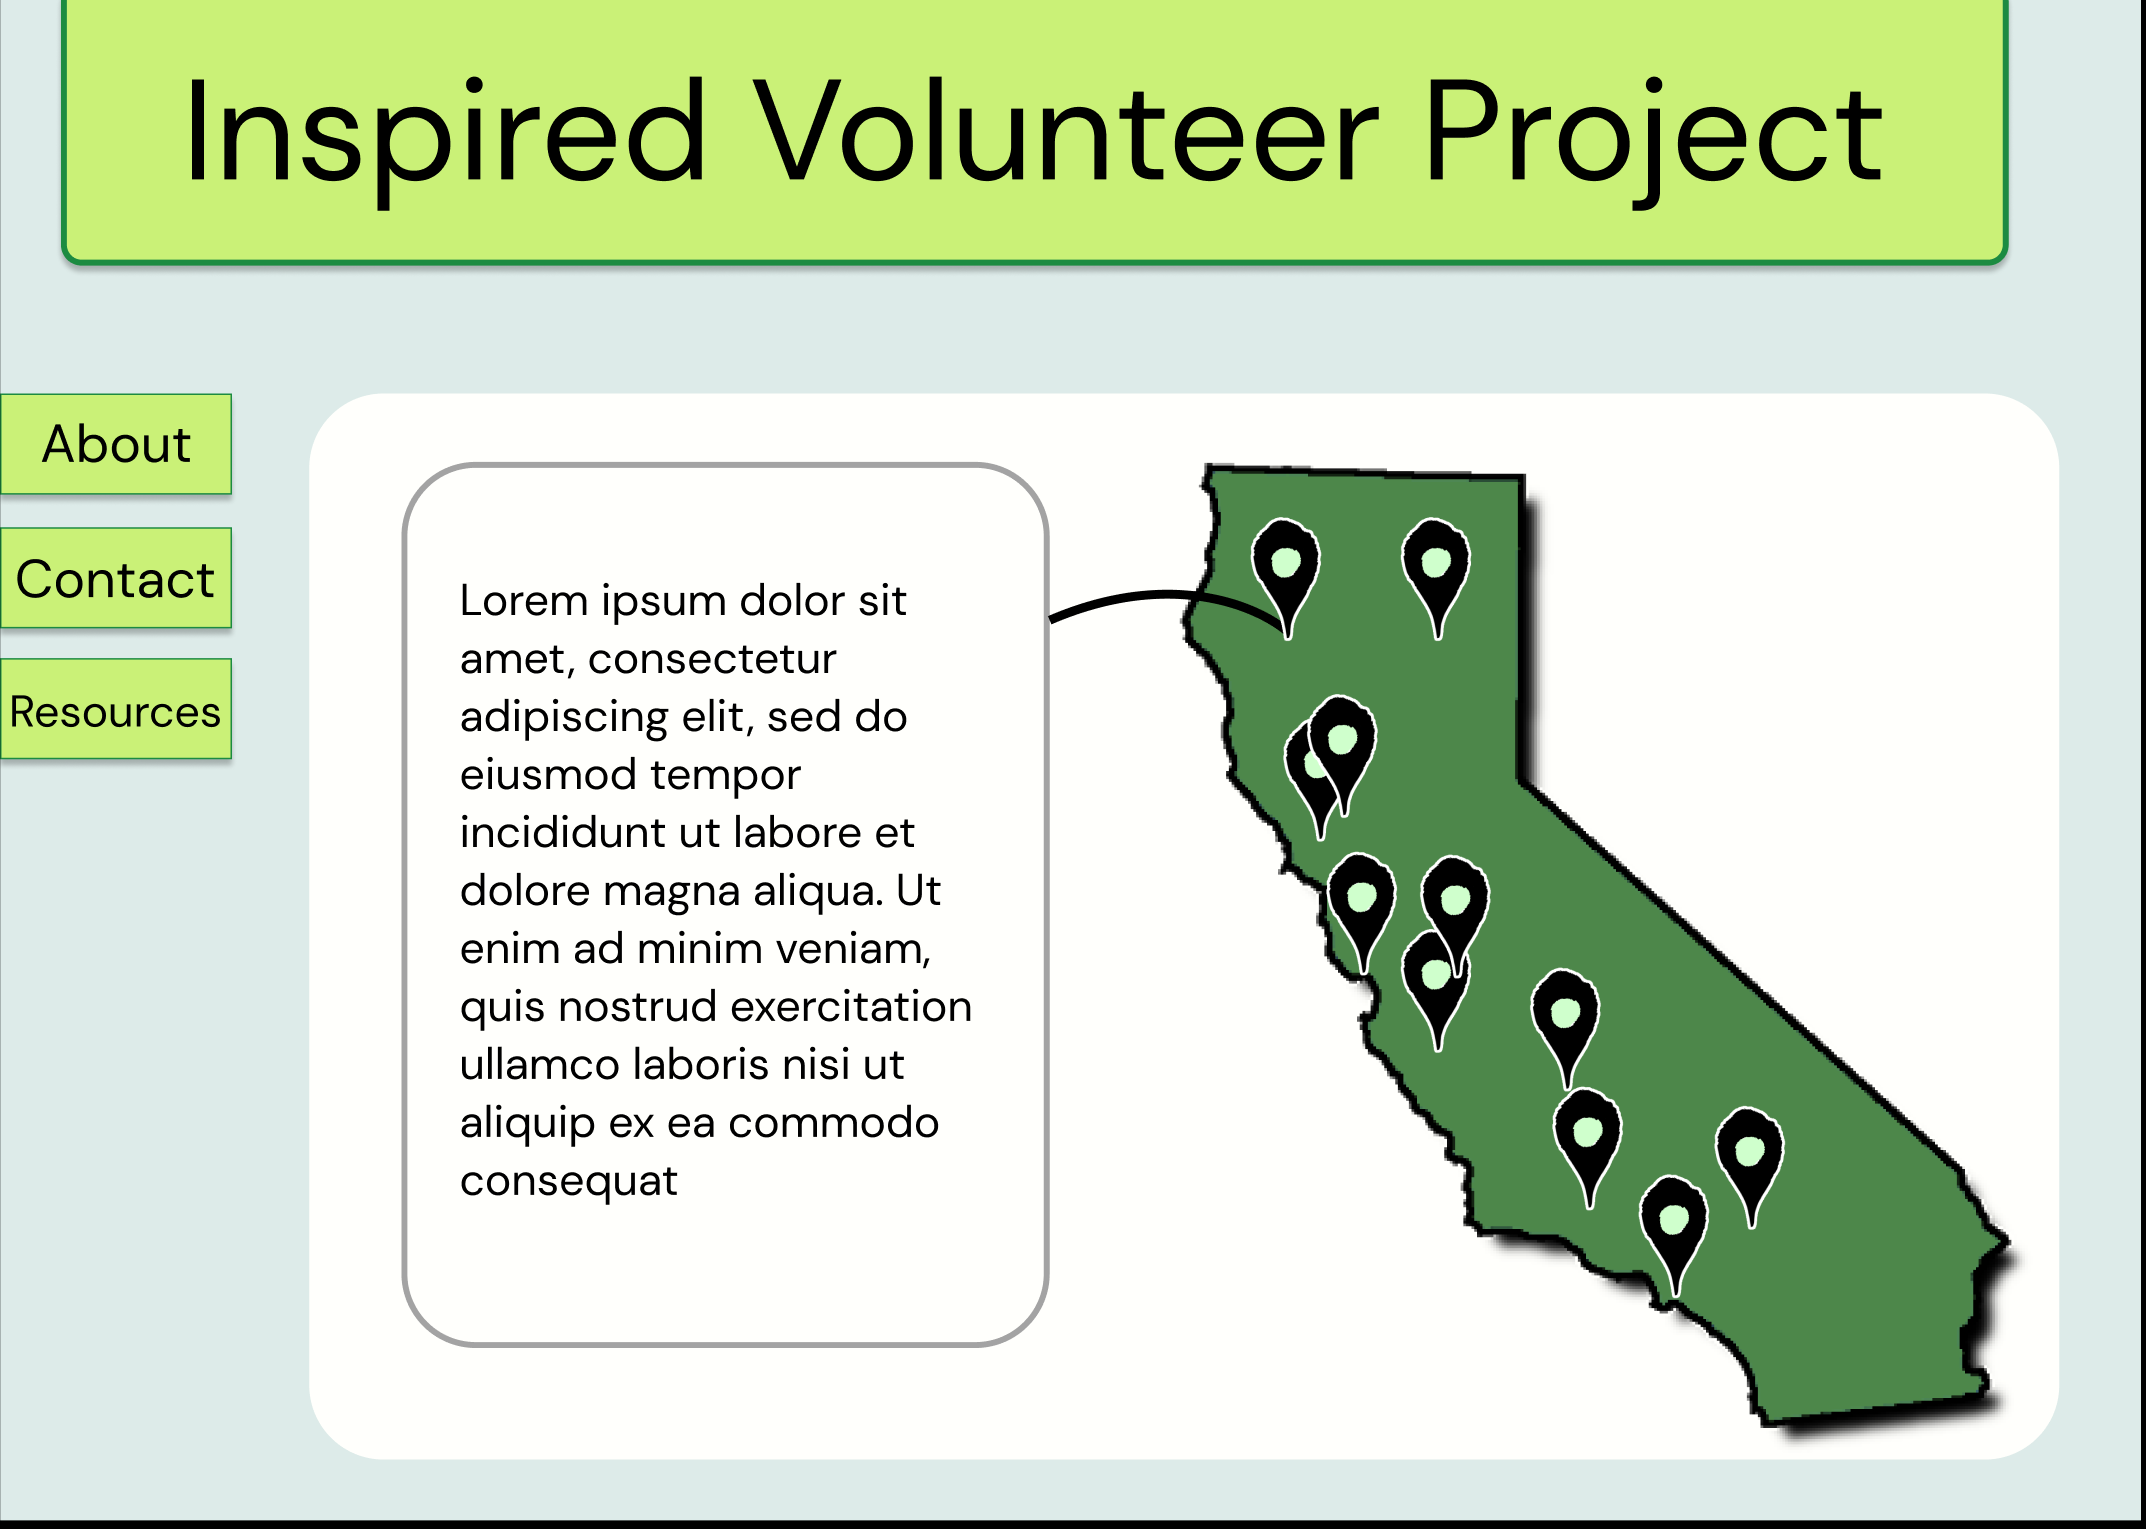 Inspired Volunteer Project
About
Contact
Resources
Lorem ipsum dolor sit
amet, consectetur
adipiscing elit, sed do
eiusmod tempor
incididunt ut labore et
dolore magna aliqua. Ut
enim ad minim veniam,
quis nostrud exercitation
ullamco laboris nisi ut
aliquip ex ea commodo
consequat